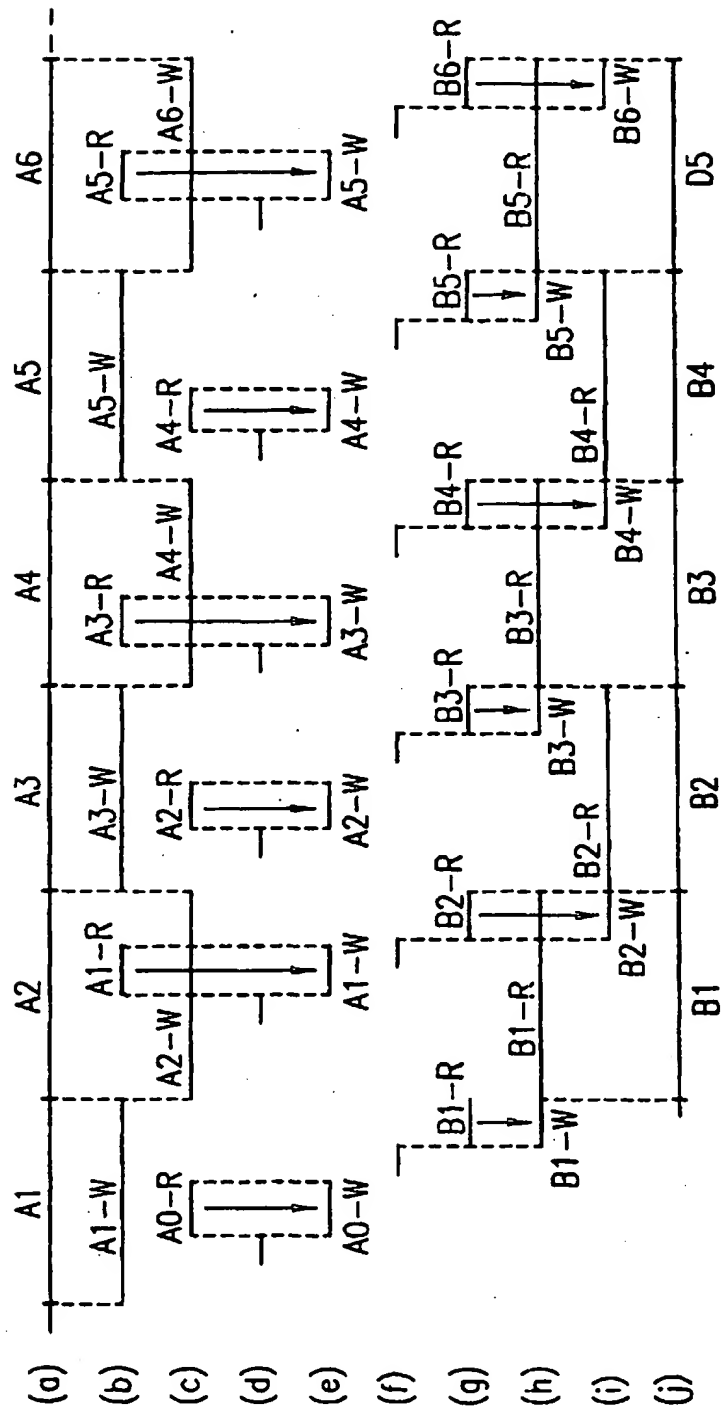 (a) A1 A2 A3 A4 A5 A6
(b) A1-W A1-R A3-W A3-R A5-W A5-R
(c) A0-R A2-W A2-R A4-W A4-R A6-W
(d)
(e) A0-W A1-W A2-W A3-W A4-W A5-W
(f)
(g) B1-R B2-R B3-R B4-R B5-R B6-R
(h) B1-W B1-R B3-W B3-R B5-W B5-R
(i) B2-W B2-R B4-W B4-R B6-W
(j) B1 B2 B3 B4 D5